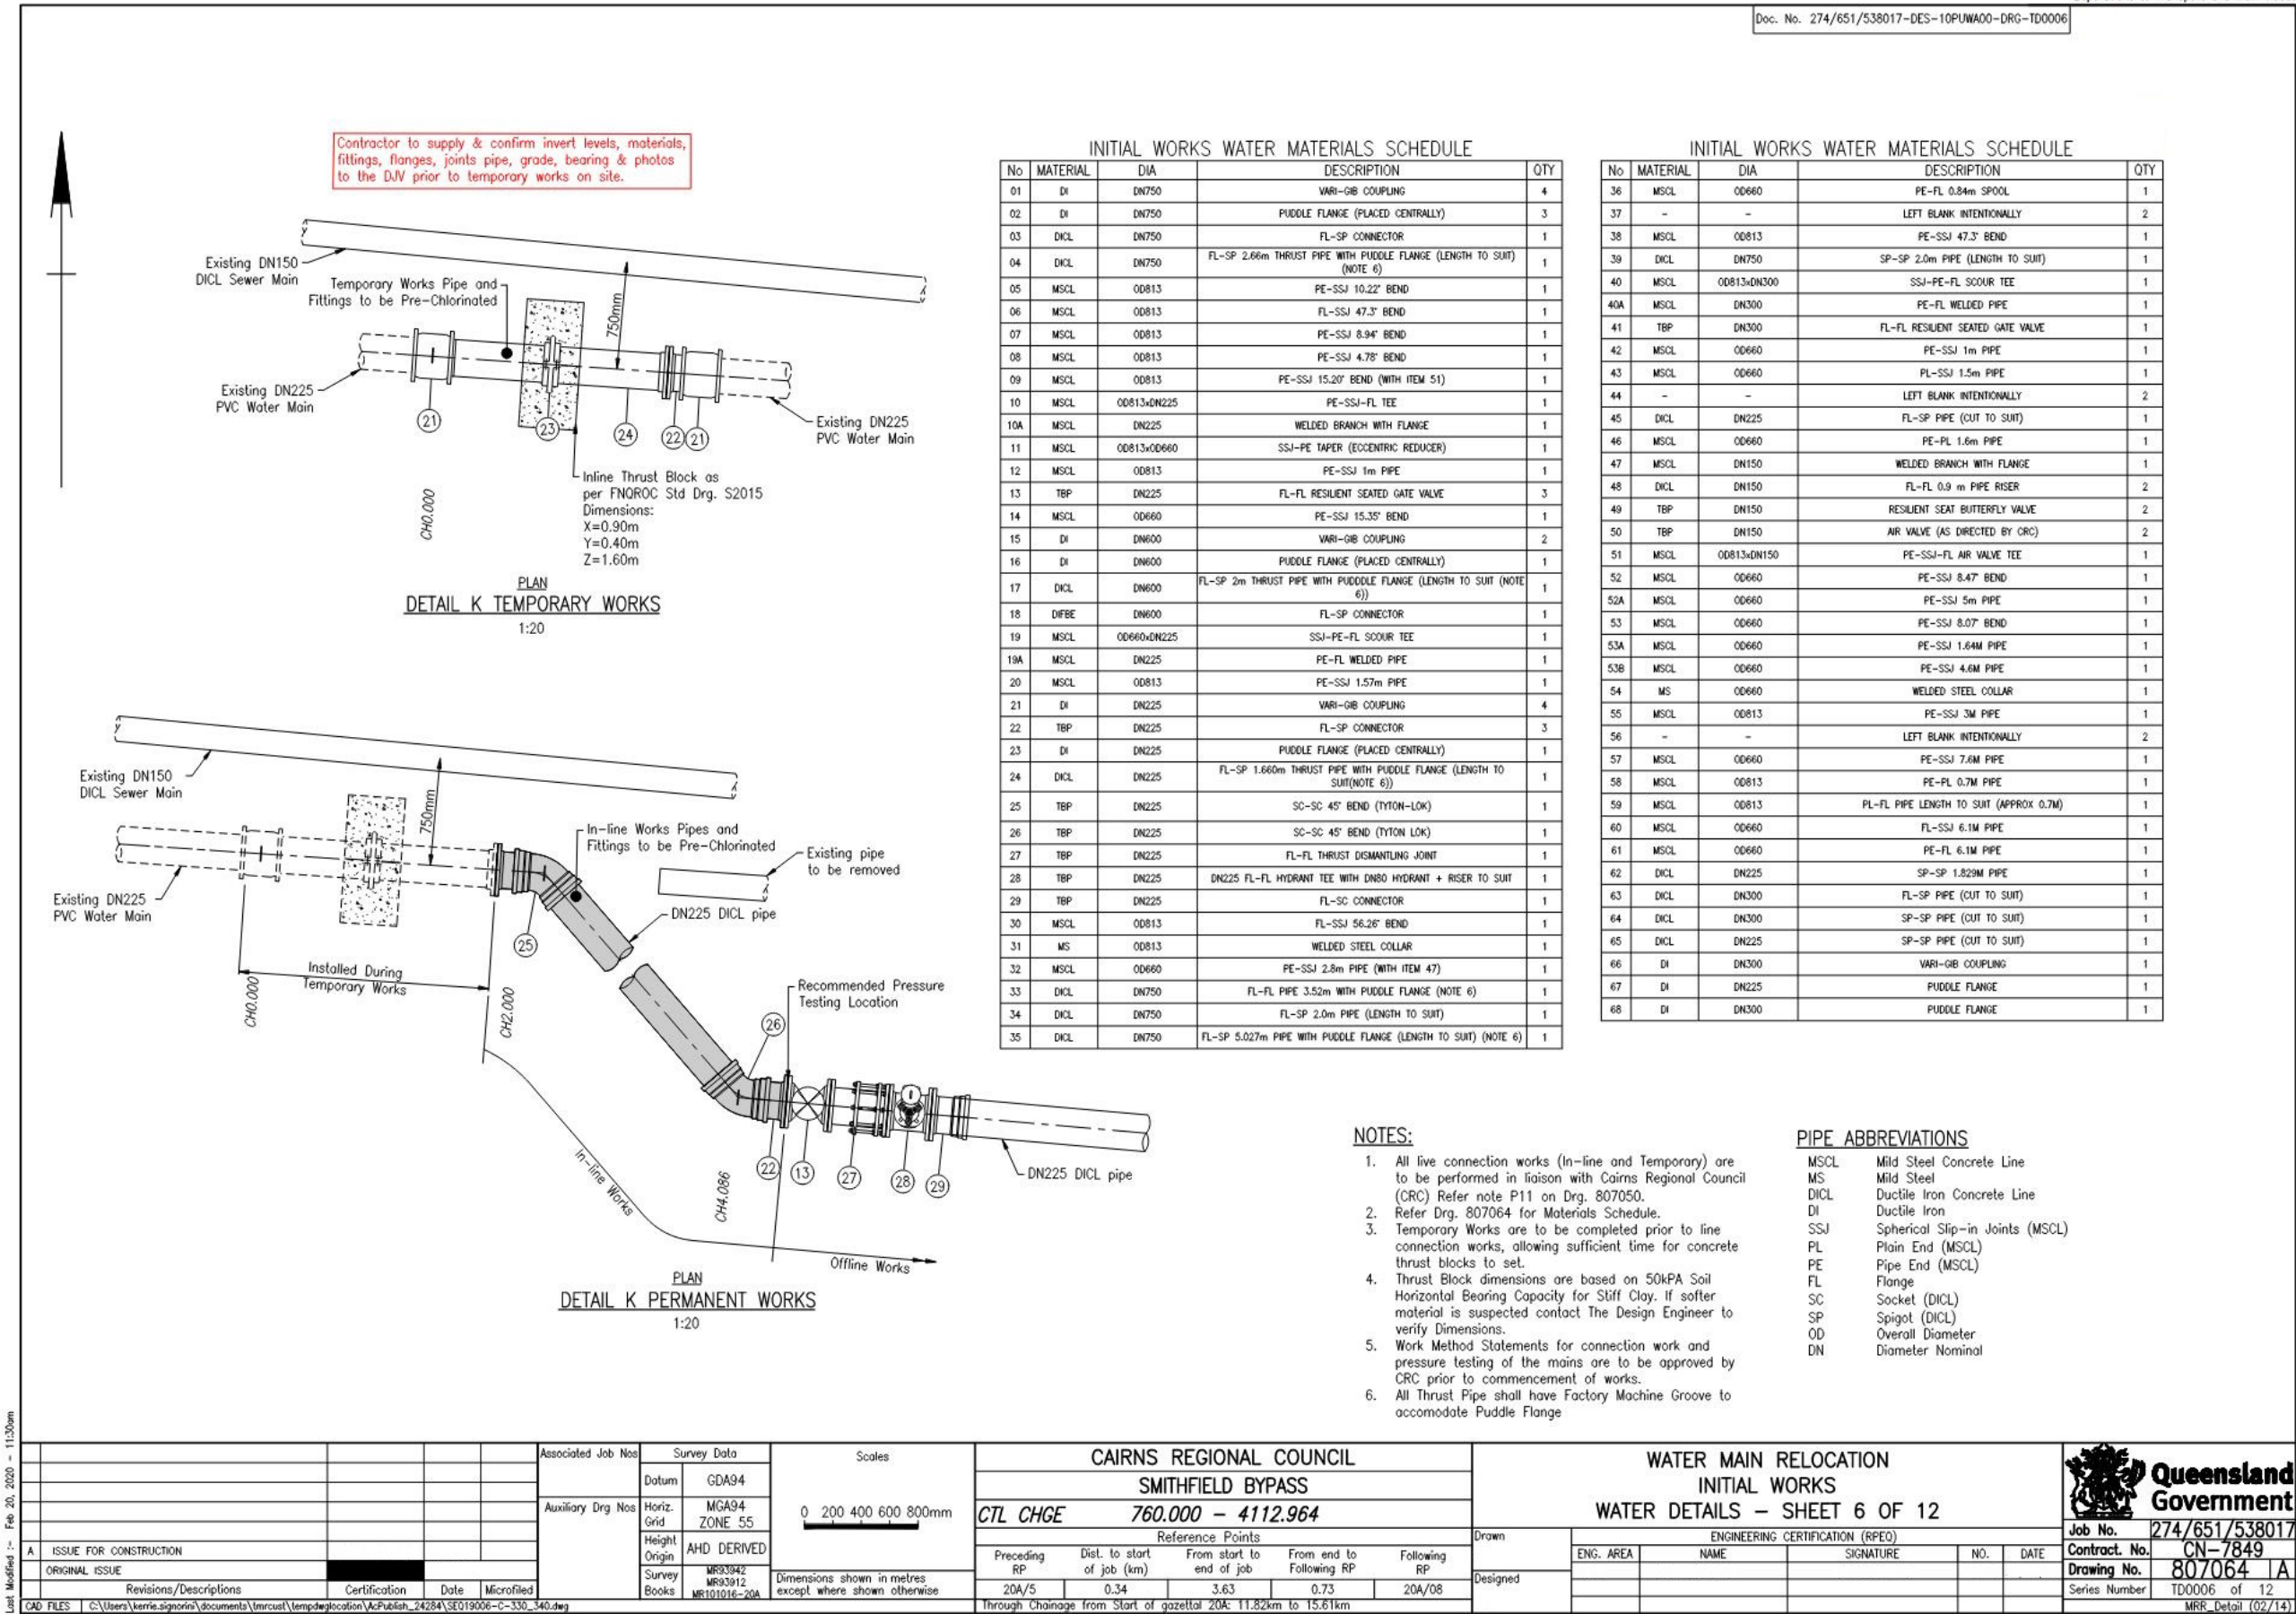 Doc. No. 274/651/538017-DES-10PUWA00-DRG-TD0006
Contractor to supply & confirm invert levels, materials,
fittings, flanges, joints pipe, grade, bearing & photos
to the DJV prior to temporary works on site.
Existing DN150
DICL Sewer Main
Temporary Works Pipe and
Fittings to be Pre-Chlorinated
750mm
Existing DN225
PVC Water Main
21
23
24
22
21
Existing DN225
PVC Water Main
Inline Thrust Block as
per FNQROC Std Drg. S2015
Dimensions:
X=0.90m
Y=0.40m
Z=1.60m
CH0.000
PLAN
DETAIL K TEMPORARY WORKS
1:20
Existing DN150
DICL Sewer Main
750mm
In-line Works Pipes and
Fittings to be Pre-Chlorinated
Existing pipe
to be removed
Existing DN225
PVC Water Main
DN225 DICL pipe
25
Installed During
Temporary Works
CH0.000
CH2.000
Recommended Pressure
Testing Location
26
22
13
27
28
29
DN225 DICL pipe
In-line Works
CH4.086
Offline Works
PLAN
DETAIL K PERMANENT WORKS
1:20
INITIAL WORKS WATER MATERIALS SCHEDULE
No MATERIAL DIA DESCRIPTION QTY
01 DI DN750 VARI-GIB COUPLING 4
02 DI DN750 PUDDLE FLANGE (PLACED CENTRALLY) 3
03 DICL DN750 FL-SP CONNECTOR 1
04 DICL DN750 FL-SP 2.66m THRUST PIPE WITH PUDDLE FLANGE (LENGTH TO SUIT) 1
(NOTE 6)
05 MSCL OD813 PE-SSJ 10.22° BEND 1
06 MSCL OD813 FL-SSJ 47.3° BEND 1
07 MSCL OD813 PE-SSJ 8.94° BEND 1
08 MSCL OD813 PE-SSJ 4.78° BEND 1
09 MSCL OD813 PE-SSJ 15.20° BEND (WITH ITEM 51) 1
10 MSCL OD813xDN225 PE-SSJ-FL TEE 1
10A MSCL DN225 WELDED BRANCH WITH FLANGE 1
11 MSCL OD813xOD660 SSJ-PE TAPER (ECCENTRIC REDUCER) 1
12 MSCL OD813 PE-SSJ 1m PIPE 1
13 TBP DN225 FL-FL RESILIENT SEATED GATE VALVE 3
14 MSCL OD660 PE-SSJ 15.35° BEND 1
15 DI DN600 VARI-GIB COUPLING 2
16 DI DN600 PUDDLE FLANGE (PLACED CENTRALLY) 1
17 DICL DN600 FL-SP 2m THRUST PIPE WITH PUDDDLE FLANGE (LENGTH TO SUIT (NOTE 1
6))
18 DIFBE DN600 FL-SP CONNECTOR 1
19 MSCL OD660xDN225 SSJ-PE-FL SCOUR TEE 1
19A MSCL DN225 PE-FL WELDED PIPE 1
20 MSCL OD813 PE-SSJ 1.57m PIPE 1
21 DI DN225 VARI-GIB COUPLING 4
22 TBP DN225 FL-SP CONNECTOR 3
23 DI DN225 PUDDLE FLANGE (PLACED CENTRALLY) 1
24 DICL DN225 FL-SP 1.660m THRUST PIPE WITH PUDDLE FLANGE (LENGTH TO 1
SUIT(NOTE 6))
25 TBP DN225 SC-SC 45° BEND (TYTON-LOK) 1
26 TBP DN225 SC-SC 45° BEND (TYTON LOK) 1
27 TBP DN225 FL-FL THRUST DISMANTLING JOINT 1
28 TBP DN225 DN225 FL-FL HYDRANT TEE WITH DN80 HYDRANT + RISER TO SUIT 1
29 TBP DN225 FL-SC CONNECTOR 1
30 MSCL OD813 FL-SSJ 56.26° BEND 1
31 MS OD813 WELDED STEEL COLLAR 1
32 MSCL OD660 PE-SSJ 2.8m PIPE (WITH ITEM 47) 1
33 DICL DN750 FL-FL PIPE 3.52m WITH PUDDLE FLANGE (NOTE 6) 1
34 DICL DN750 FL-SP 2.0m PIPE (LENGTH TO SUIT) 1
35 DICL DN750 FL-SP 5.027m PIPE WITH PUDDLE FLANGE (LENGTH TO SUIT) (NOTE 6) 1
INITIAL WORKS WATER MATERIALS SCHEDULE
No MATERIAL DIA DESCRIPTION QTY
36 MSCL OD660 PE-FL 0.84m SPOOL 1
37 - - LEFT BLANK INTENTIONALLY 2
38 MSCL OD813 PE-SSJ 47.3° BEND 1
39 DICL DN750 SP-SP 2.0m PIPE (LENGTH TO SUIT) 1
40 MSCL OD813xDN300 SSJ-PE-FL SCOUR TEE 1
40A MSCL DN300 PE-FL WELDED PIPE 1
41 TBP DN300 FL-FL RESILIENT SEATED GATE VALVE 1
42 MSCL OD660 PE-SSJ 1m PIPE 1
43 MSCL OD660 PL-SSJ 1.5m PIPE 1
44 - - LEFT BLANK INTENTIONALLY 2
45 DICL DN225 FL-SP PIPE (CUT TO SUIT) 1
46 MSCL OD660 PE-PL 1.6m PIPE 1
47 MSCL DN150 WELDED BRANCH WITH FLANGE 1
48 DICL DN150 FL-FL 0.9 m PIPE RISER 2
49 TBP DN150 RESILIENT SEAT BUTTERFLY VALVE 2
50 TBP DN150 AIR VALVE (AS DIRECTED BY CRC) 2
51 MSCL OD813xDN150 PE-SSJ-FL AIR VALVE TEE 1
52 MSCL OD660 PE-SSJ 8.47° BEND 1
52A MSCL OD660 PE-SSJ 5m PIPE 1
53 MSCL OD660 PE-SSJ 8.07° BEND 1
53A MSCL OD660 PE-SSJ 1.64M PIPE 1
53B MSCL OD660 PE-SSJ 4.6M PIPE 1
54 MS OD660 WELDED STEEL COLLAR 1
55 MSCL OD813 PE-SSJ 3M PIPE 1
56 - - LEFT BLANK INTENTIONALLY 2
57 MSCL OD660 PE-SSJ 7.6M PIPE 1
58 MSCL OD813 PE-PL 0.7M PIPE 1
59 MSCL OD813 PL-FL PIPE LENGTH TO SUIT (APPROX 0.7M) 1
60 MSCL OD660 FL-SSJ 6.1M PIPE 1
61 MSCL OD660 PE-FL 6.1M PIPE 1
62 DICL DN225 SP-SP 1.829M PIPE 1
63 DICL DN300 FL-SP PIPE (CUT TO SUIT) 1
64 DICL DN300 SP-SP PIPE (CUT TO SUIT) 1
65 DICL DN225 SP-SP PIPE (CUT TO SUIT) 1
66 DI DN300 VARI-GIB COUPLING 1
67 DI DN225 PUDDLE FLANGE 1
68 DI DN300 PUDDLE FLANGE 1
NOTES:
1. All live connection works (In-line and Temporary) are
to be performed in liaison with Cairns Regional Council
(CRC) Refer note P11 on Drg. 807050.
2. Refer Drg. 807064 for Materials Schedule.
3. Temporary Works are to be completed prior to line
connection works, allowing sufficient time for concrete
thrust blocks to set.
4. Thrust Block dimensions are based on 50kPA Soil
Horizontal Bearing Capacity for Stiff Clay. If softer
material is suspected contact The Design Engineer to
verify Dimensions.
5. Work Method Statements for connection work and
pressure testing of the mains are to be approved by
CRC prior to commencement of works.
6. All Thrust Pipe shall have Factory Machine Groove to
accomodate Puddle Flange
PIPE ABBREVIATIONS
MSCL Mild Steel Concrete Line
MS Mild Steel
DICL Ductile Iron Concrete Line
DI Ductile Iron
SSJ Spherical Slip-in Joints (MSCL)
PL Plain End (MSCL)
PE Pipe End (MSCL)
FL Flange
SC Socket (DICL)
SP Spigot (DICL)
OD Overall Diameter
DN Diameter Nominal
Last Modified :- Feb 20, 2020 - 11:30am
A ISSUE FOR CONSTRUCTION
ORIGINAL ISSUE
Revisions/Descriptions Certification Date Microfilmed
CAD FILES C:\Users\kerrie.signorini\documents\tmrcust\tempdwglocation\AcPublish_24284\SEQ19006-C-330_340.dwg
Associated Job Nos
Auxiliary Drg Nos
Survey Data
Datum GDA94
Horiz. Grid MGA94 ZONE 55
Height Origin AHD DERIVED
Survey Books MR93942
MR93912
MR101016-20A
Scales
0 200 400 600 800mm
Dimensions shown in metres
except where shown otherwise
CAIRNS REGIONAL COUNCIL
SMITHFIELD BYPASS
CTL CHGE 760.000 - 4112.964
Reference Points
Preceding RP Dist. to start of job (km) From start to end of job From end to Following RP Following RP
20A/5 0.34 3.63 0.73 20A/08
Through Chainage from Start of gazettal 20A: 11.82km to 15.61km
Drawn
Designed
WATER MAIN RELOCATION
INITIAL WORKS
WATER DETAILS - SHEET 6 OF 12
ENGINEERING CERTIFICATION (RPEQ)
ENG. AREA NAME SIGNATURE NO. DATE
Queensland
Government
Job No. 274/651/538017
Contract. No. CN-7849
Drawing No. 807064 A
Series Number TD0006 of 12
MRR_Detail (02/14)